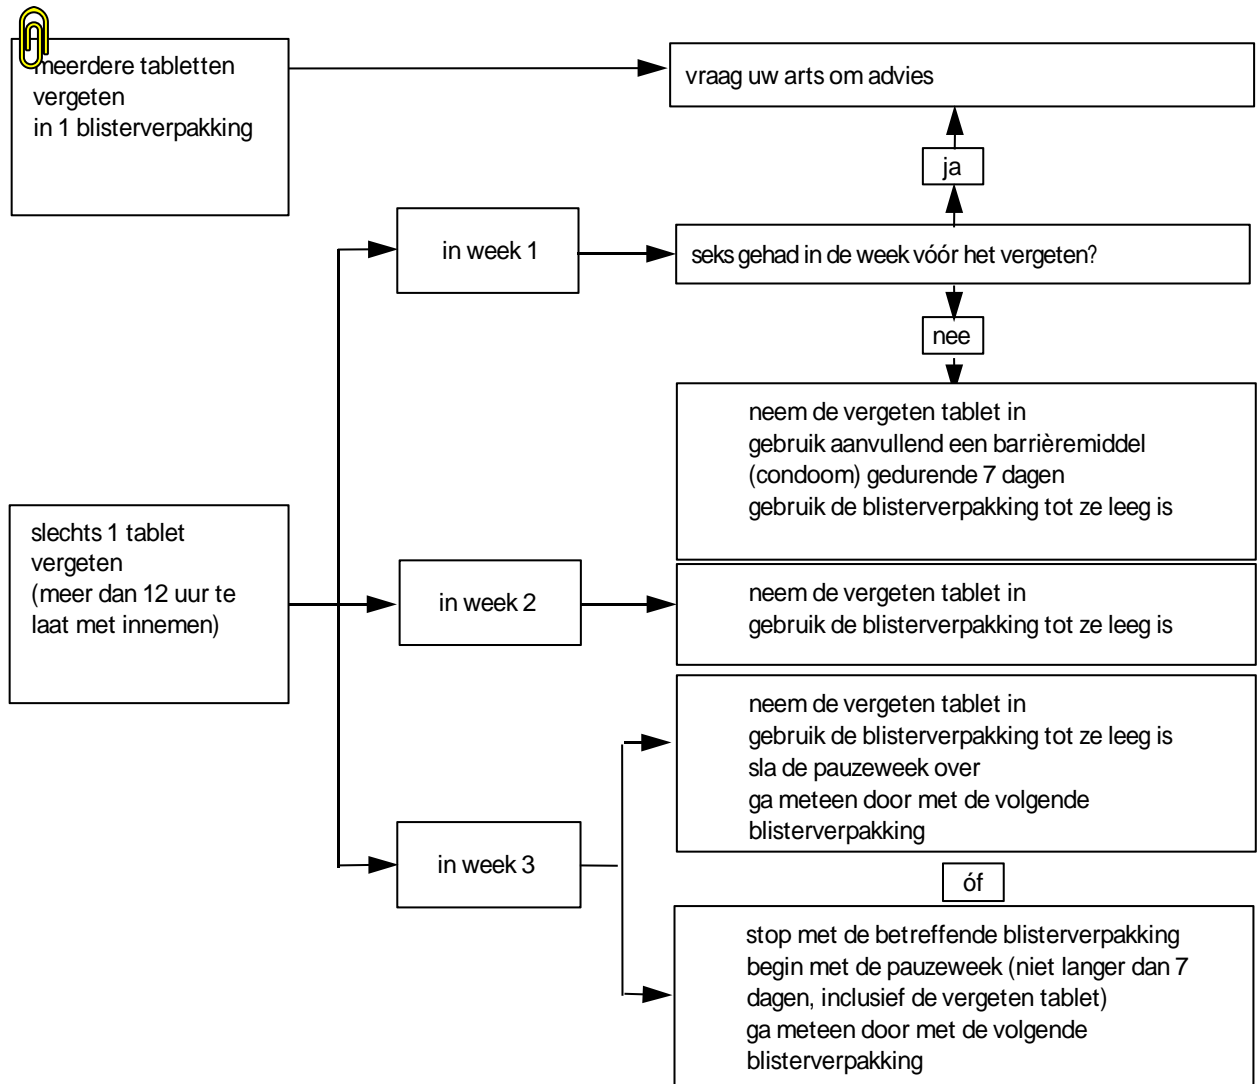 meerdere tabletten
vergeten
in 1 blisterverpakking
vraag uw arts om advies
ja
in week 1
seks gehad in de week vóór het vergeten?
nee
neem de vergeten tablet in
gebruik aanvullend een barrièremiddel
(condoom) gedurende 7 dagen
gebruik de blisterverpakking tot ze leeg is
slechts 1 tablet
vergeten
(meer dan 12 uur te
laat met innemen)
in week 2
neem de vergeten tablet in
gebruik de blisterverpakking tot ze leeg is
in week 3
neem de vergeten tablet in
gebruik de blisterverpakking tot ze leeg is
sla de pauzeweek over
ga meteen door met de volgende
blisterverpakking
óf
stop met de betreffende blisterverpakking
begin met de pauzeweek (niet langer dan 7
dagen, inclusief de vergeten tablet)
ga meteen door met de volgende
blisterverpakking